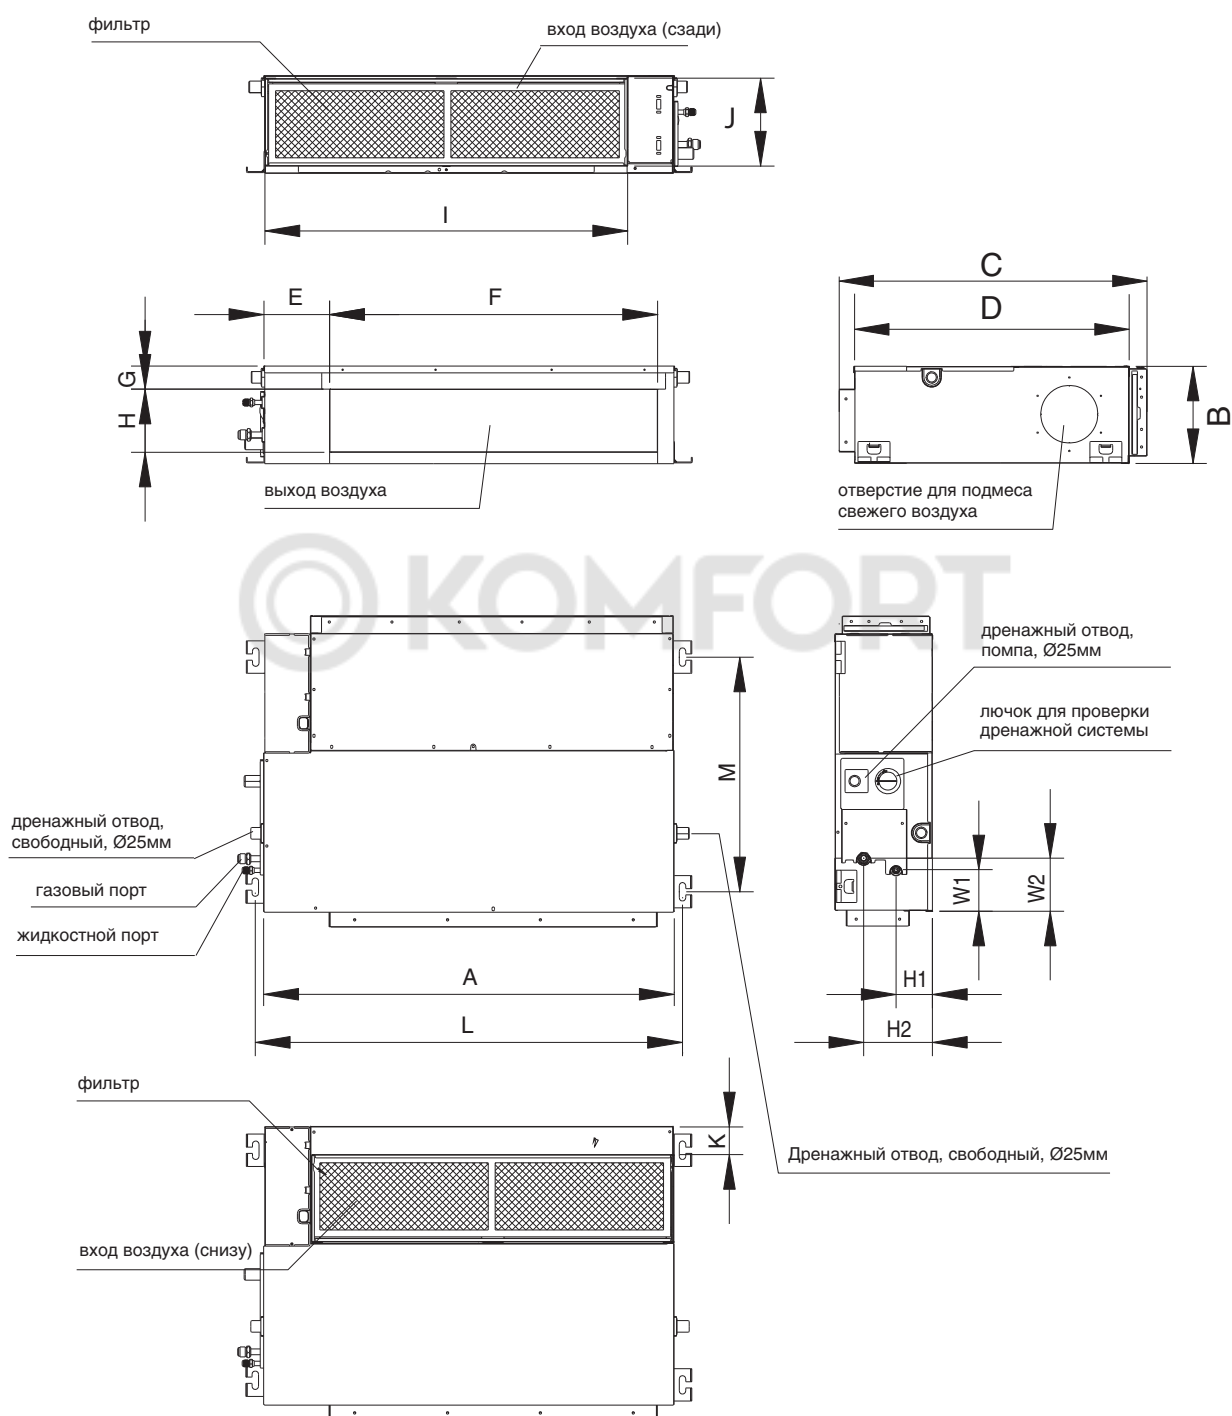 фильтр
вход воздуха (сзади)
J
I
C
D
E
F
G
H
B
выход воздуха
отверстие для подмеса
свежего воздуха
KOMFORT
дренажный отвод,
помпа, Ø25мм
лючок для проверки
дренажной системы
M
дренажный отвод,
свободный, Ø25мм
газовый порт
жидкостной порт
W1
W2
H1
H2
A
L
фильтр
K
Дренажный отвод, свободный, Ø25мм
вход воздуха (снизу)